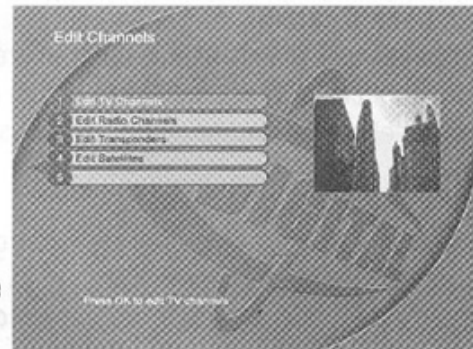 Edit Channels
1 Edit TV Channels
2 Edit Radio Channels
3 Edit Transponders
4 Edit Satellites
5
Press OK to edit TV channels